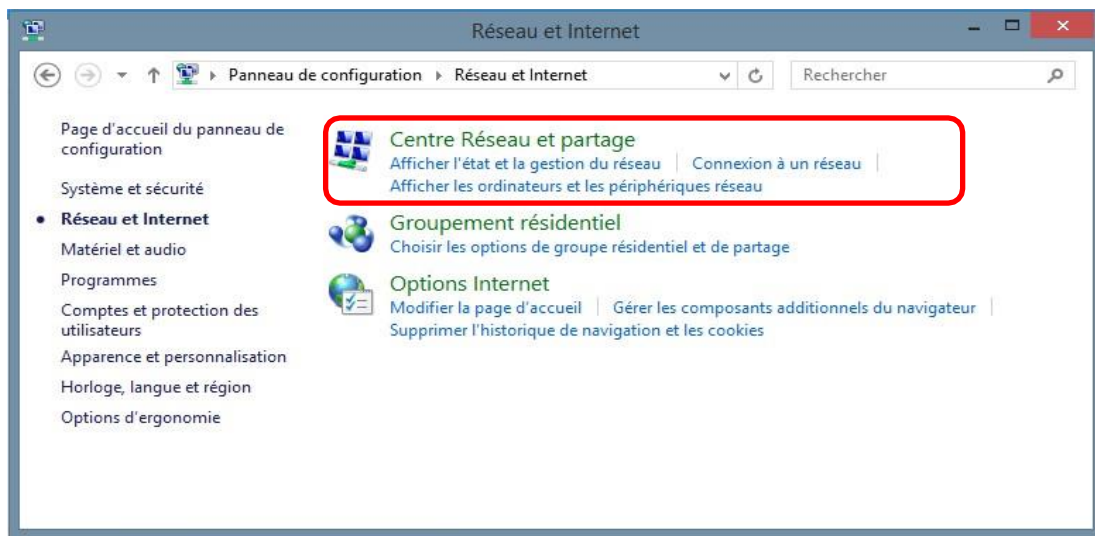 Réseau et Internet
Panneau de configuration Réseau et Internet
Rechercher
Page d'accueil du panneau de
configuration
Système et sécurité
Réseau et Internet
Matériel et audio
Programmes
Comptes et protection des
utilisateurs
Apparence et personnalisation
Horloge, langue et région
Options d'ergonomie
Centre Réseau et partage
Afficher l'état et la gestion du réseau Connexion à un réseau
Afficher les ordinateurs et les périphériques réseau
Groupement résidentiel
Choisir les options de groupe résidentiel et de partage
Options Internet
Modifier la page d'accueil Gérer les composants additionnels du navigateur
Supprimer l'historique de navigation et les cookies